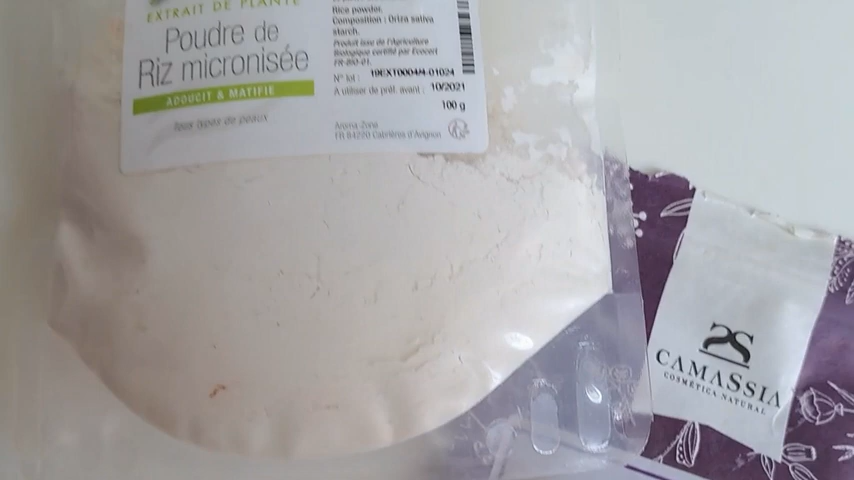 EXTRAIT DE PLANTE
Poudre de
Riz micronisée
ADOUCIT & MATIFIE
Tous types de peaux
Rice powder.
Composition : Oriza sativa
starch.
Produit issu de l'Agriculture
Biologique certifié par Ecocert
FR-BIO-01.
N° lot : 19EXT0004/4-01024
A utiliser de préf. avant : 10/2021
100 g
Aroma-Zone
FR 84220 Cabrières d'Avignon
CAMASSIA
COSMÉTICA NATURAL